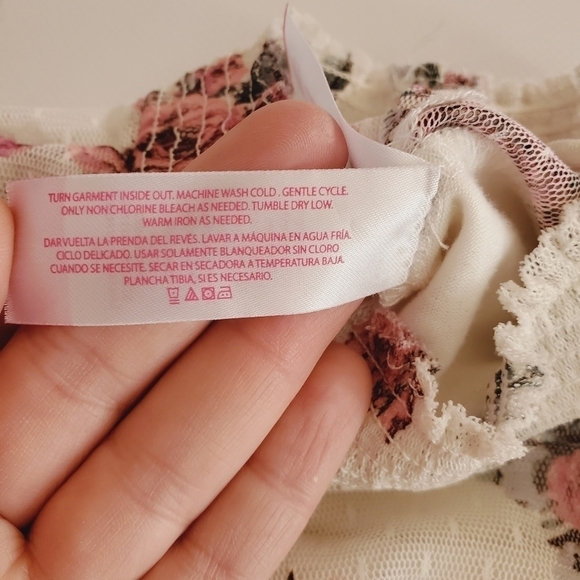 TURN GARMENT INSIDE OUT. MACHINE WASH COLD . GENTLE CYCLE.
ONLY NON CHLORINE BLEACH AS NEEDED. TUMBLE DRY LOW.
WARM IRON AS NEEDED.
DAR VUELTA LA PRENDA DEL REVÉS. LAVAR A MÁQUINA EN AGUA FRÍA.
CICLO DELICADO. USAR SOLAMENTE BLANQUEADOR SIN CLORO
CUANDO SE NECESITE. SECAR EN SECADORA A TEMPERATURA BAJA.
PLANCHA TIBIA, SI ES NECESARIO.